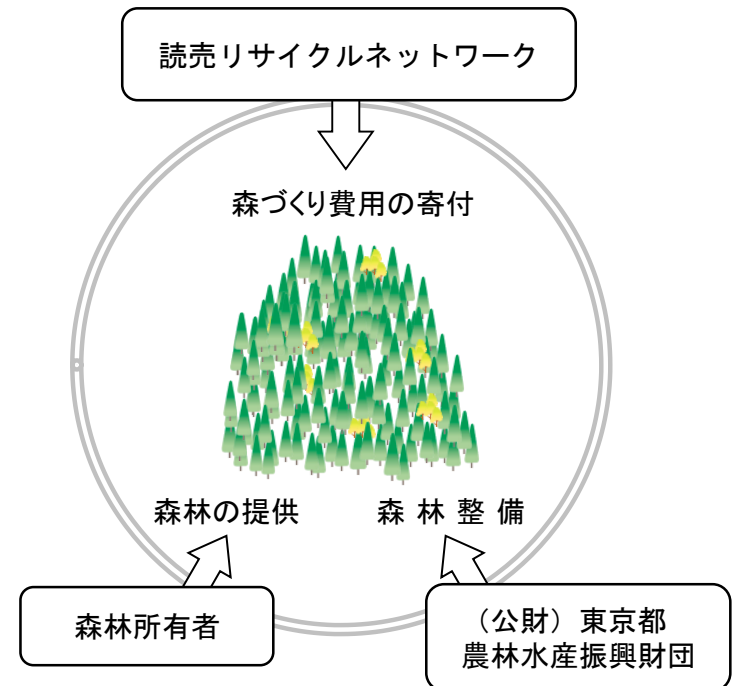 読売リサイクルネットワーク
森づくり費用の寄付
森林の提供
森 林 整 備
森林所有者
（公財）東京都
農林水産振興財団